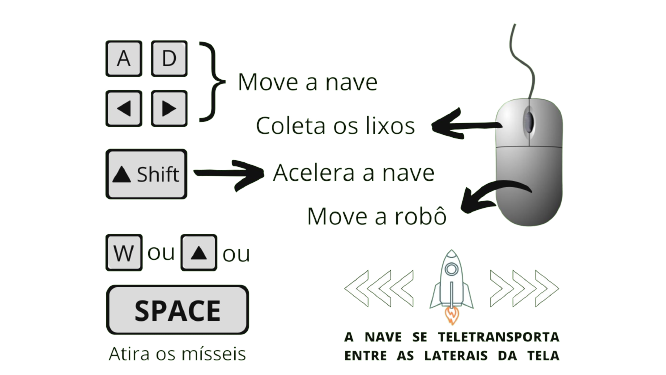 A D
Move a nave
Coleta os lixos
Shift
Acelera a nave
Move a robô
W ou ou
SPACE
Atira os mísseis
A NAVE SE TELETRANSPORTA
ENTRE AS LATERAIS DA TELA